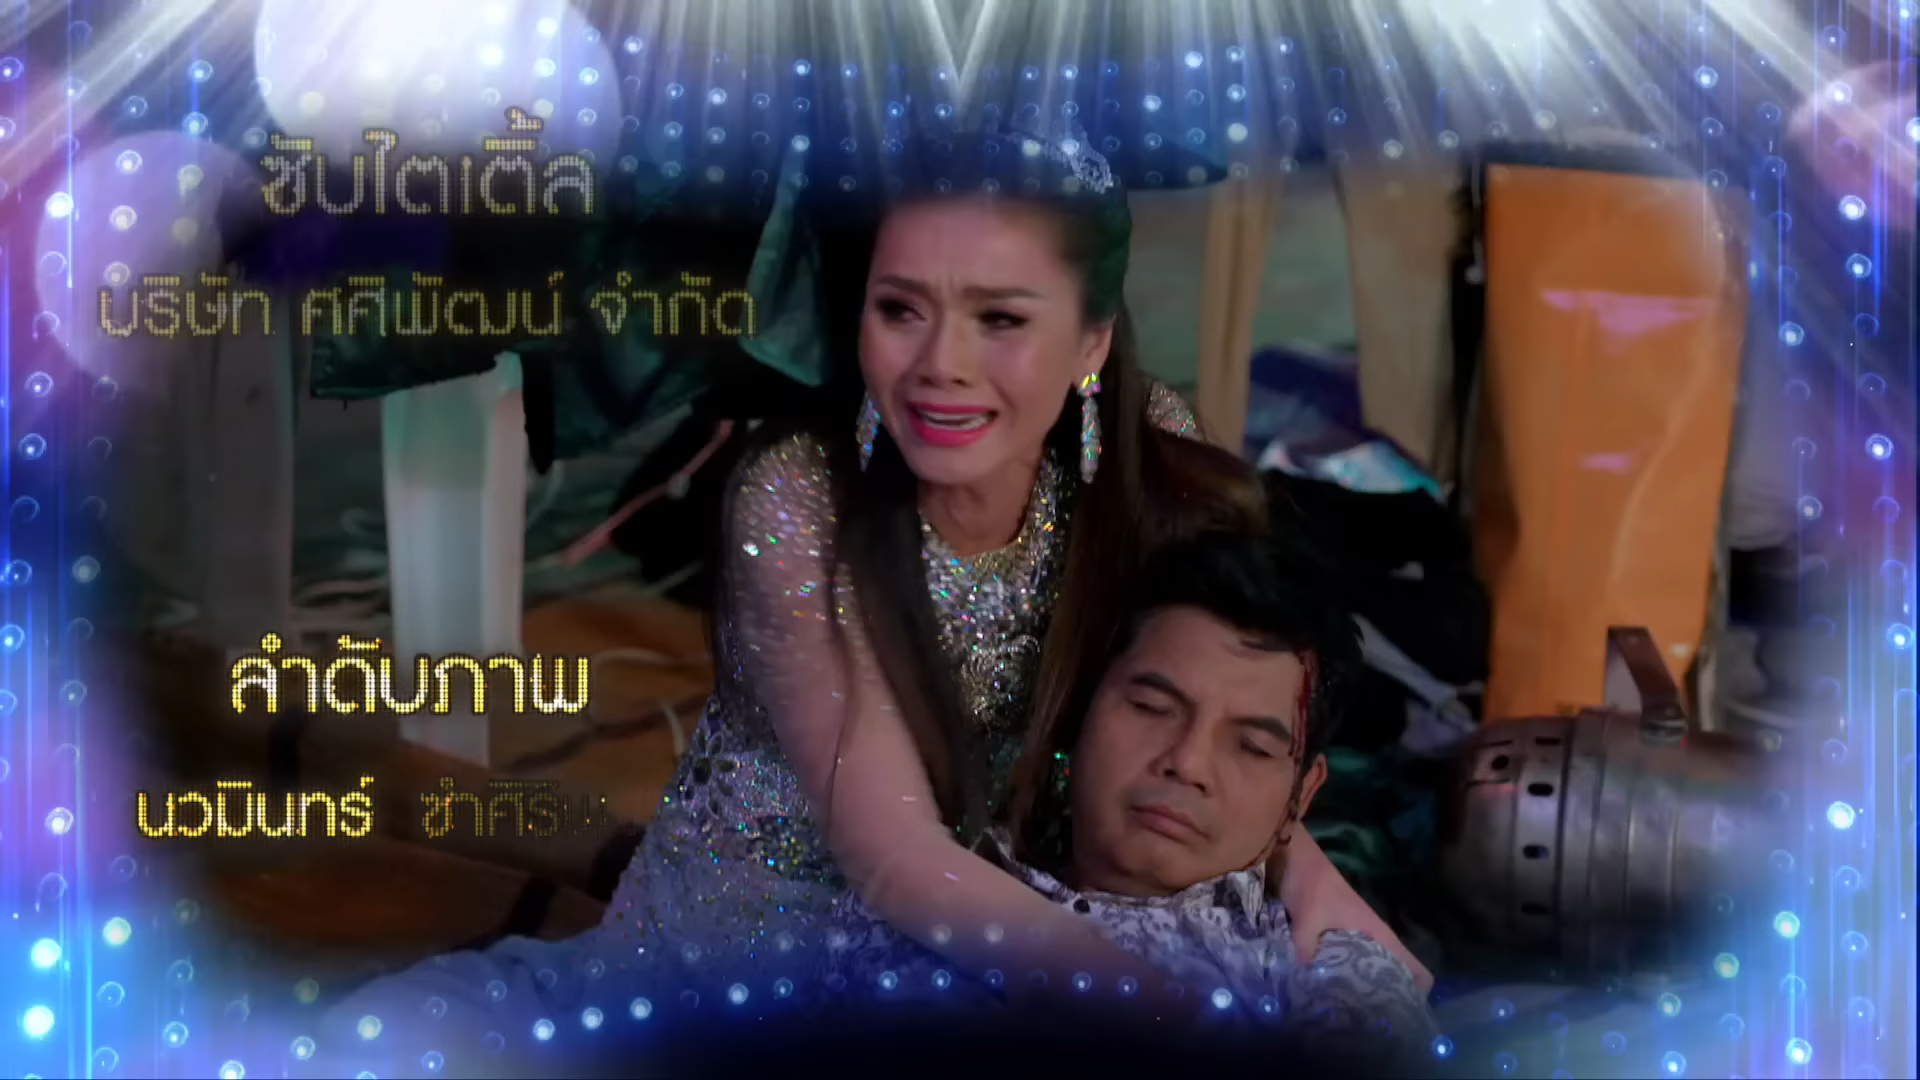 ซับไตเติ้ล
บริษัท ศศิพัฒน์ จำกัด
ลำดับภาพ
นวมินทร์